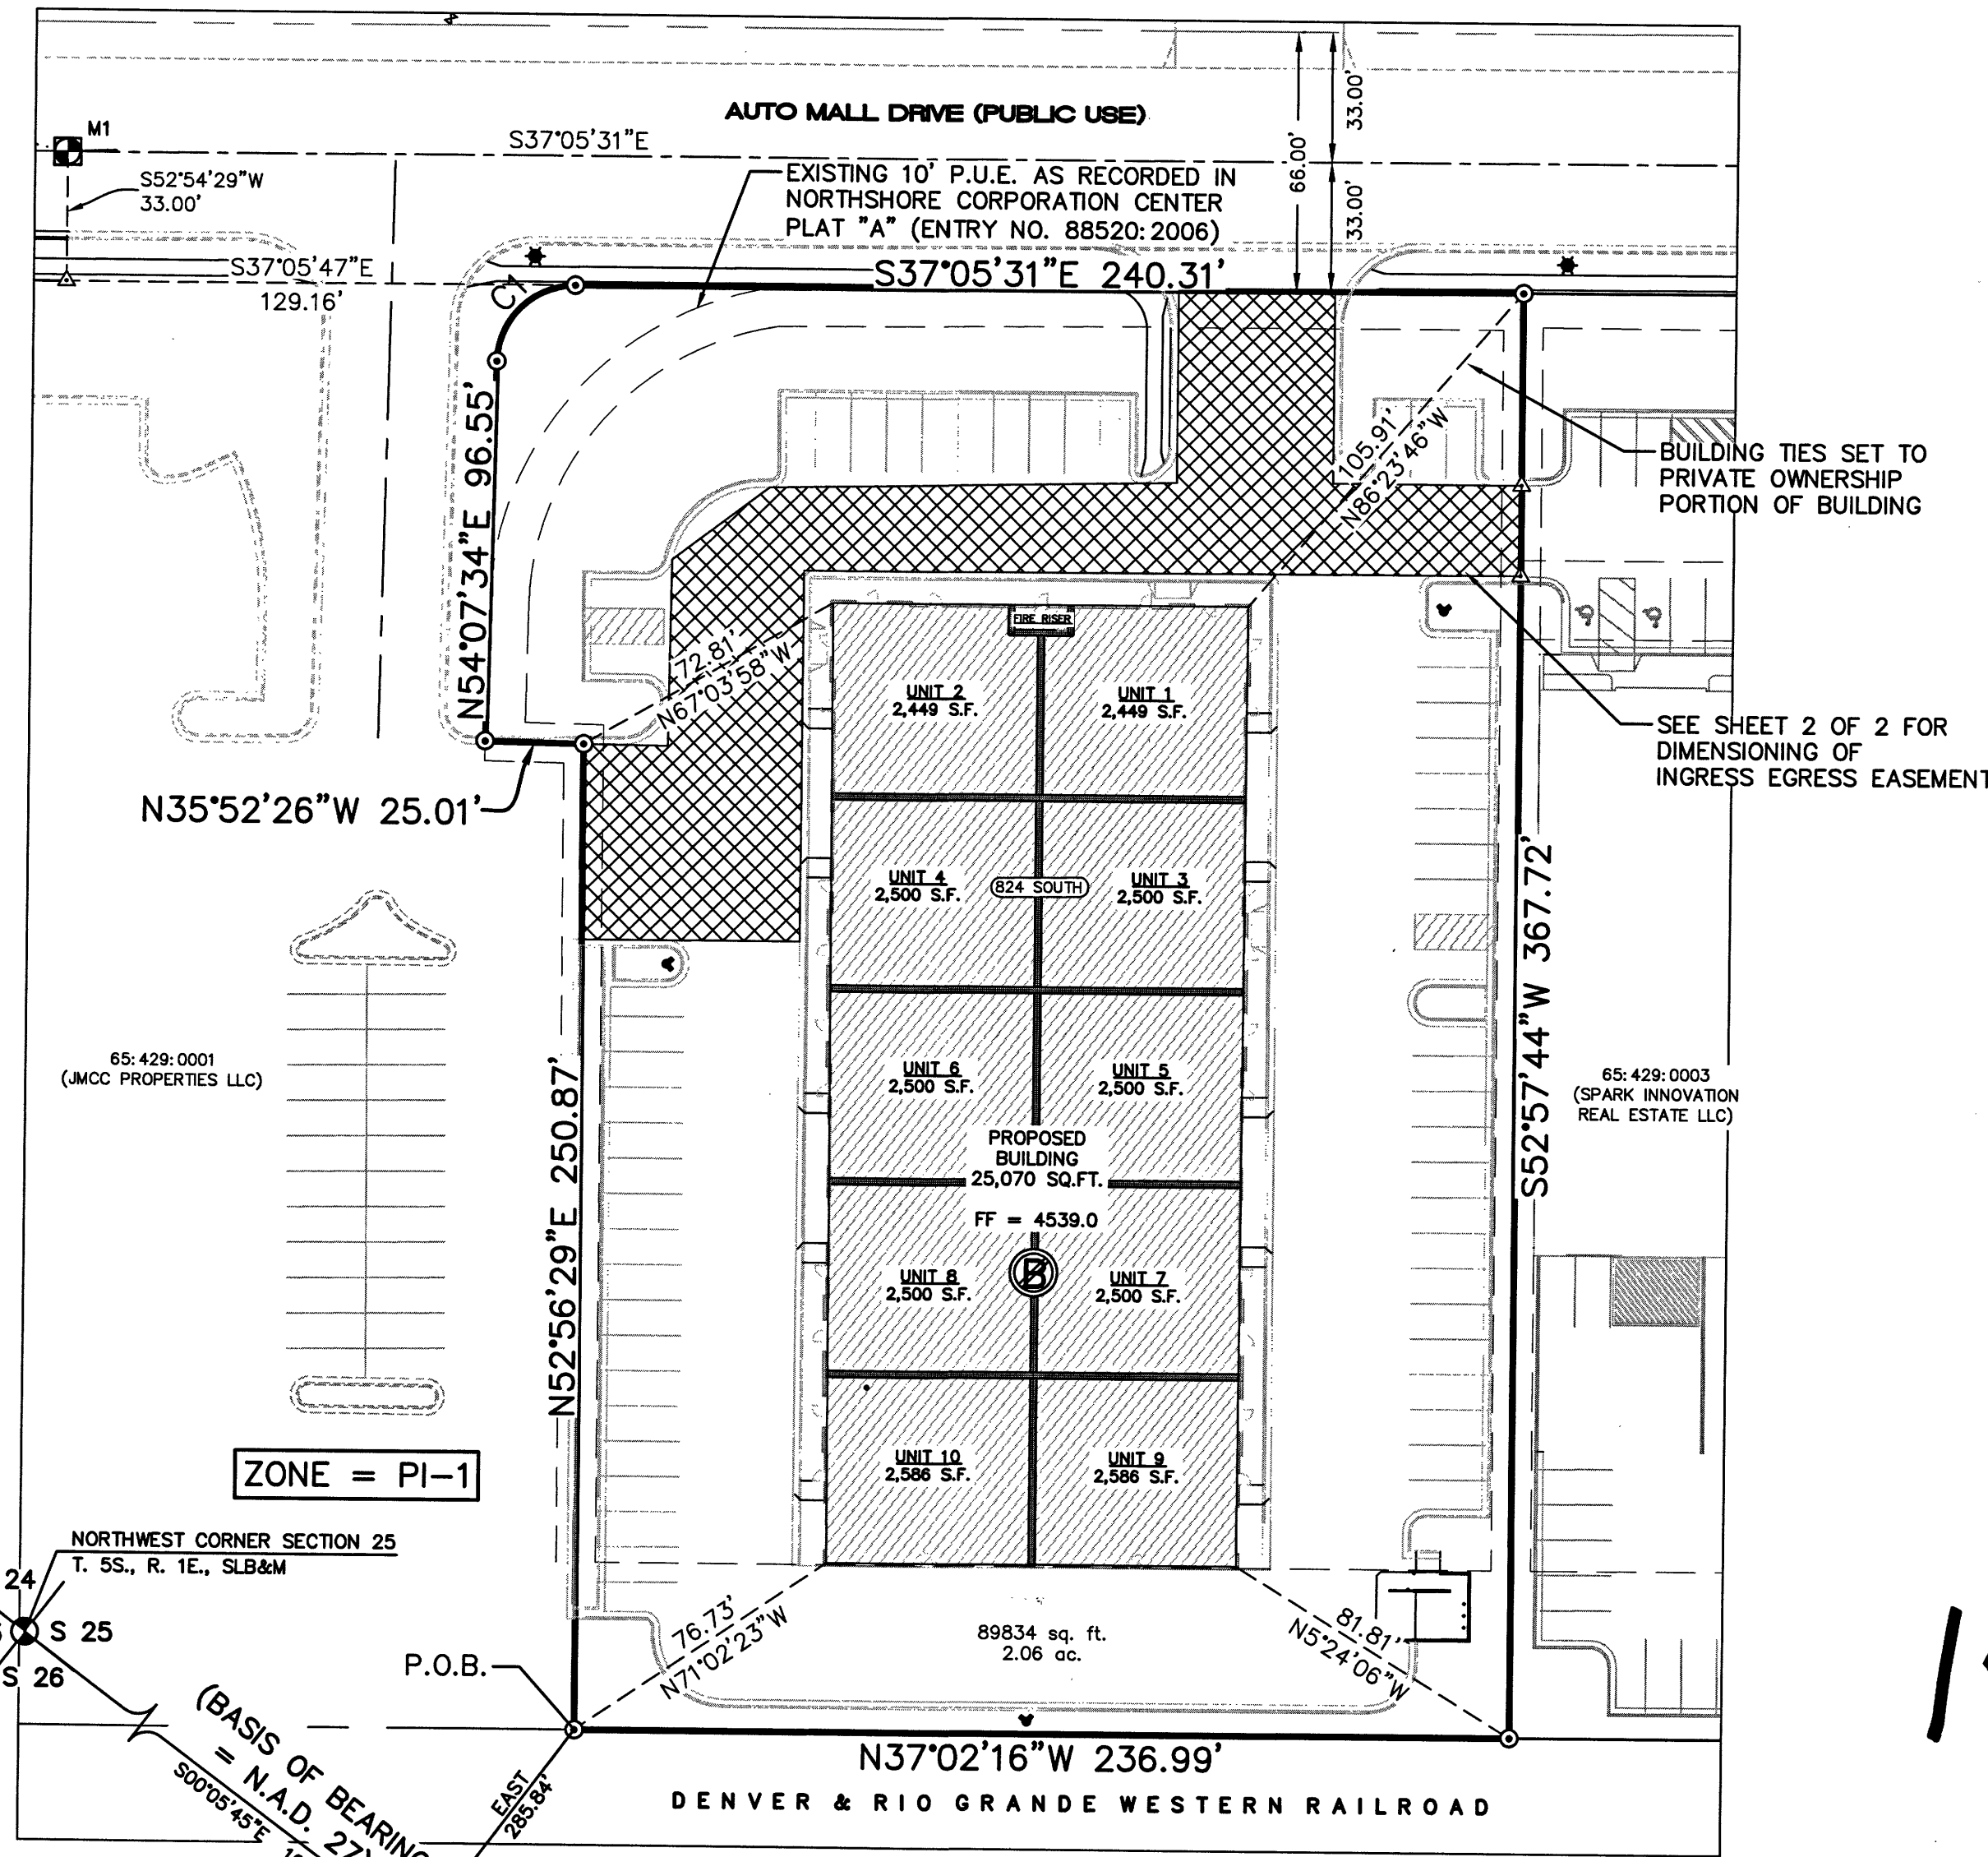 AUTO MALL DRIVE (PUBLIC USE)
M1
S37°05'31"E
33.00'
66.00'
33.00'
S52°54'29"W
33.00'
EXISTING 10' P.U.E. AS RECORDED IN
NORTHSHORE CORPORATION CENTER
PLAT "A" (ENTRY NO. 88520:2006)
S37°05'47"E
129.16'
C1
S37°05'31"E 240.31'
N54°07'34"E 96.55'
105.91'
N86°23'46"W
BUILDING TIES SET TO
PRIVATE OWNERSHIP
PORTION OF BUILDING
FIRE RISER
72.81'
N67°03'58"W
UNIT 2
2,449 S.F.
UNIT 1
2,449 S.F.
SEE SHEET 2 OF 2 FOR
DIMENSIONING OF
INGRESS EGRESS EASEMENT
N35°52'26"W 25.01'
UNIT 4
2,500 S.F.
824 SOUTH
UNIT 3
2,500 S.F.
S52°57'44"W 367.72'
65:429:0001
(JMCC PROPERTIES LLC)
N52°56'29"E 250.87'
UNIT 6
2,500 S.F.
UNIT 5
2,500 S.F.
65:429:0003
(SPARK INNOVATION
REAL ESTATE LLC)
PROPOSED
BUILDING
25,070 SQ.FT.
FF = 4539.0
UNIT 8
2,500 S.F.
B
UNIT 7
2,500 S.F.
UNIT 10
2,586 S.F.
UNIT 9
2,586 S.F.
ZONE = PI-1
NORTHWEST CORNER SECTION 25
T. 5S., R. 1E., SLB&M
24
S 25
S 26
P.O.B.
76.73'
N71°02'23"W
89834 sq. ft.
2.06 ac.
81.81'
N5°24'06"W
N37°02'16"W 236.99'
DENVER & RIO GRANDE WESTERN RAILROAD
(BASIS OF BEARING
= N.A.D. 27)
S00°05'45"E
EAST
285.84'